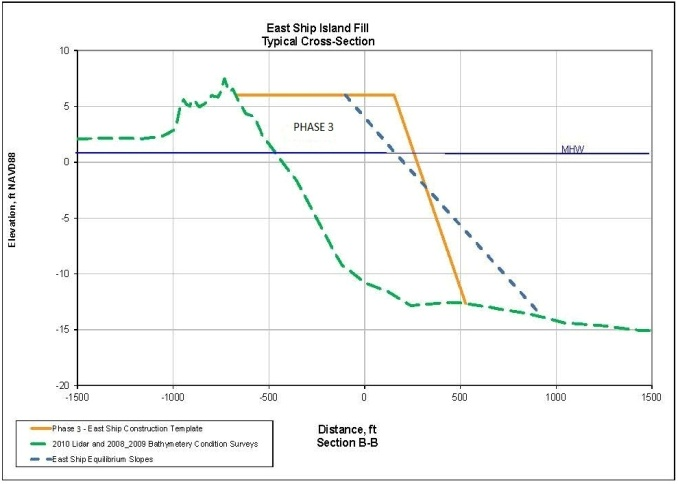 East Ship Island Fill
Typical Cross-Section
10
5
0
-5
-10
-15
-20
Elevation, ft NAVD88
PHASE 3
MHW
-1500 -1000 -500 0 500 1000 1500
Distance, ft
Section B-B
Phase 3 - East Ship Construction Template
2010 Lidar and 2008_2009 Bathymetery Condition Surveys
East Ship Equilibrium Slopes